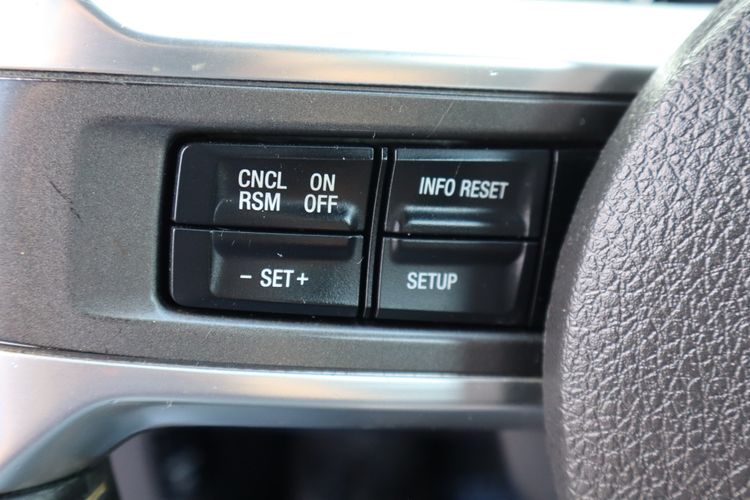 CNCL ON
RSM OFF
INFO RESET
- SET +
SETUP